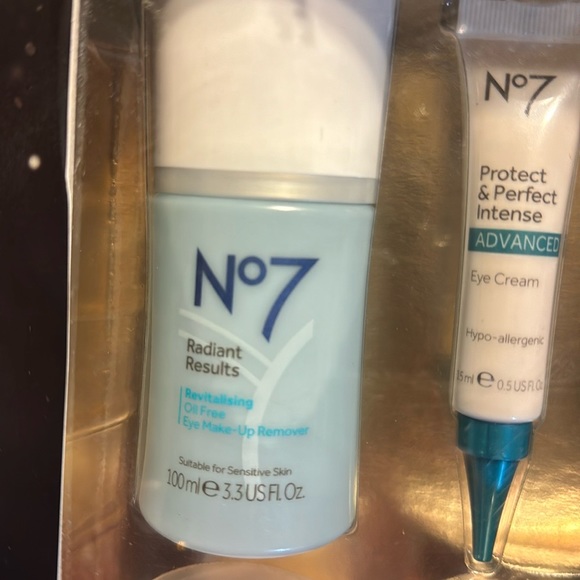 No7
Radiant
Results
Revitalising
Oil Free
Eye Make-Up Remover
Suitable for Sensitive Skin
100ml e 3.3 US Fl. Oz.
No7
Protect
& Perfect
Intense
ADVANCED
Eye Cream
Hypo-allergenic
15ml e 0.5 US Fl. Oz.